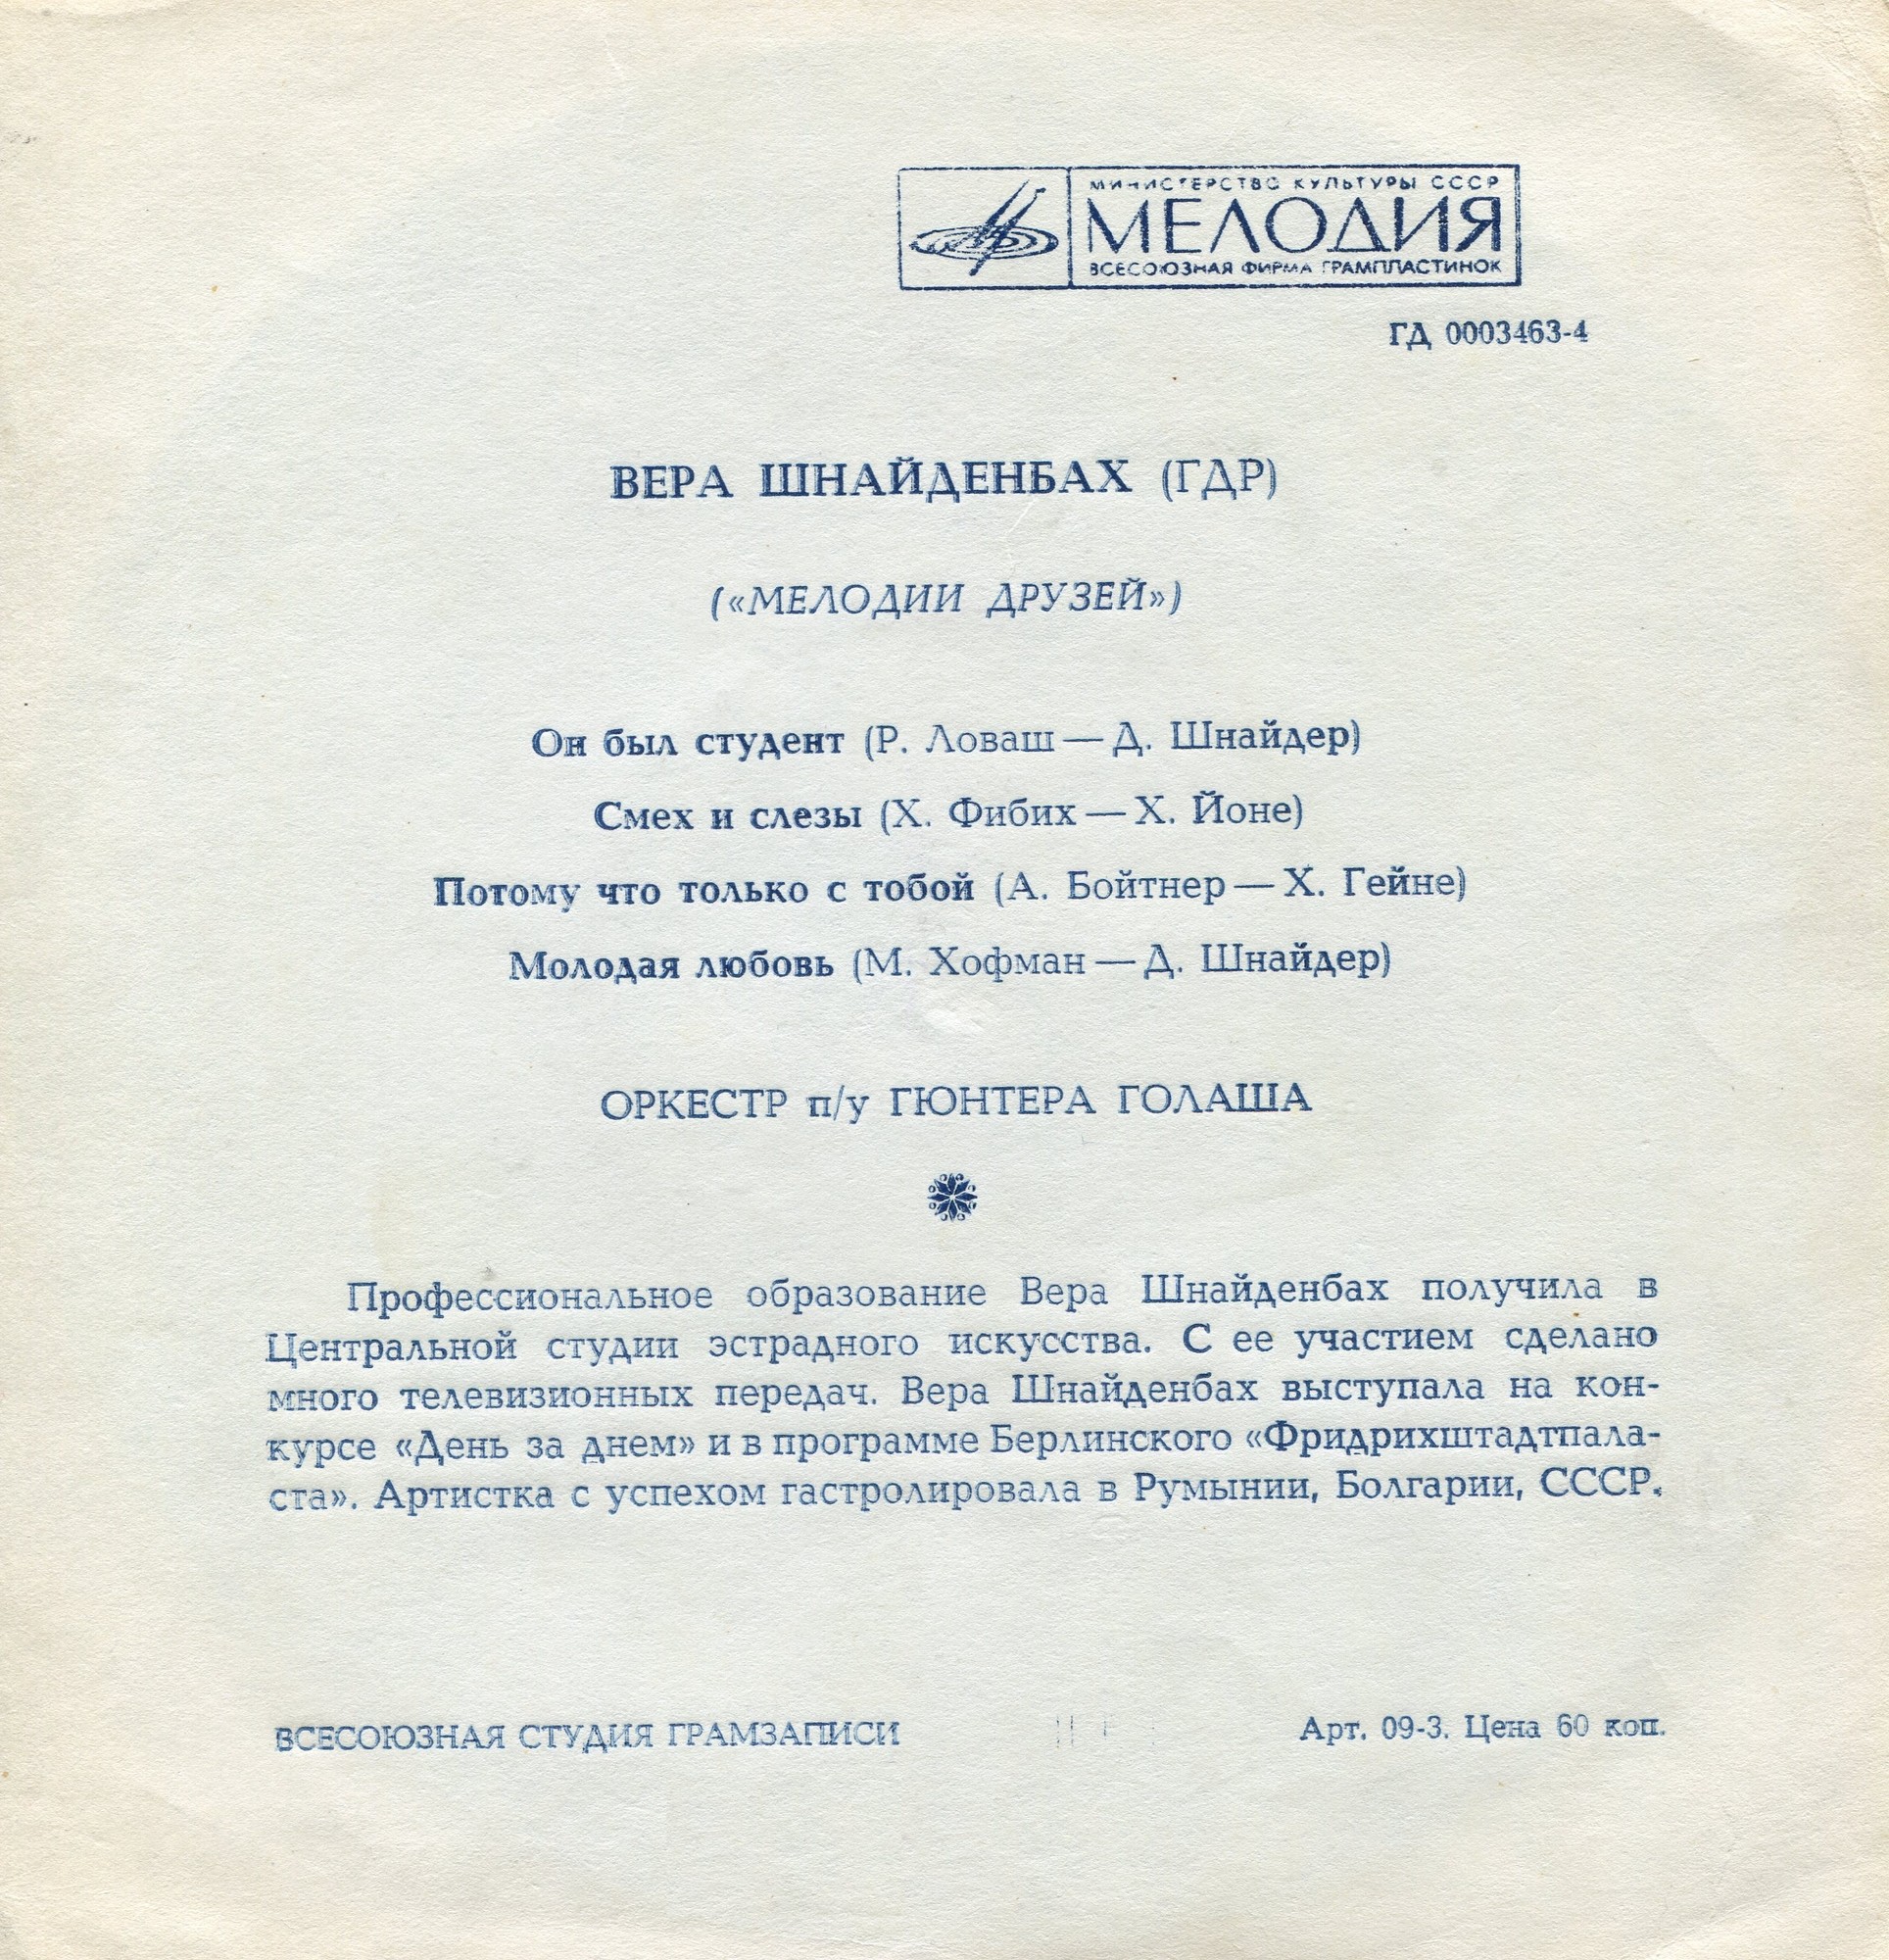 МИНИСТЕРСТВО КУЛЬТУРЫ СССР
МЕЛОДИЯ
ВСЕСОЮЗНАЯ ФИРМА ГРАМПЛАСТИНОК
ГД 0003463-4
ВЕРА ШНАЙДЕНБАХ (ГДР)
(«МЕЛОДИИ ДРУЗЕЙ»)
Он был студент (Р. Ловаш — Д. Шнайдер)
Смех и слезы (Х. Фибих — Х. Йоне)
Потому что только с тобой (А. Бойтнер — Х. Гейне)
Молодая любовь (М. Хофман — Д. Шнайдер)
ОРКЕСТР п/у ГЮНТЕРА ГОЛАША
Профессиональное образование Вера Шнайденбах получила в
Центральной студии эстрадного искусства. С ее участием сделано
много телевизионных передач. Вера Шнайденбах выступала на кон-
курсе «День за днем» и в программе Берлинского «Фридрихштадтпала-
ста». Артистка с успехом гастролировала в Румынии, Болгарии, СССР.
ВСЕСОЮЗНАЯ СТУДИЯ ГРАМЗАПИСИ
Арт. 09-3. Цена 60 коп.